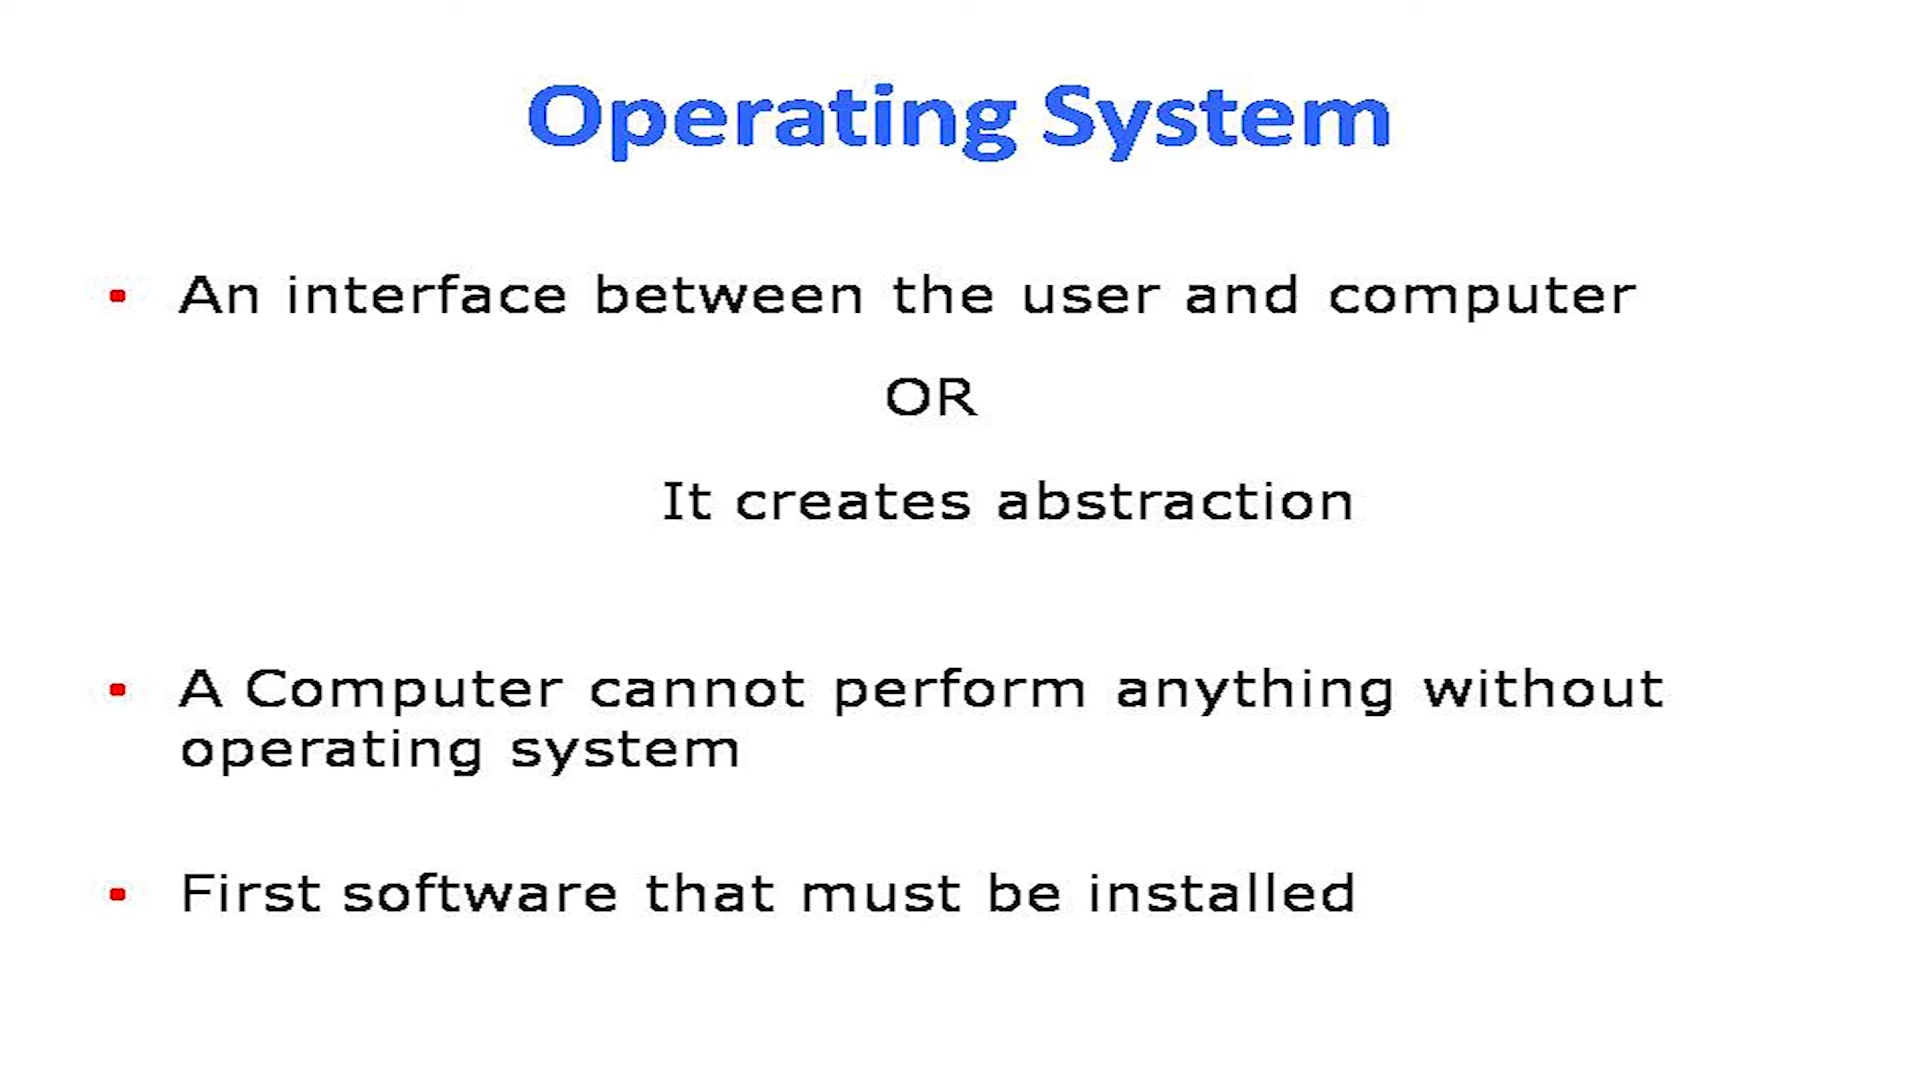 Operating System
▪ An interface between the user and computer
OR
It creates abstraction
▪ A Computer cannot perform anything without
operating system
▪ First software that must be installed